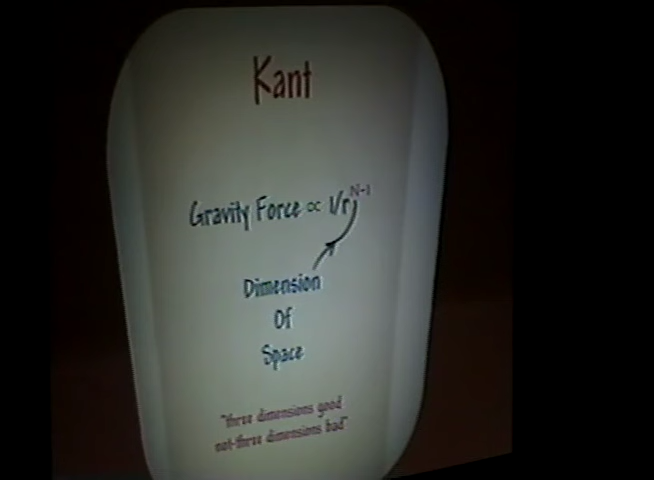 Kant
Gravity Force ∝ 1/r^N-1
Dimension
Of
Space
"three dimensions good
not-three dimensions bad"